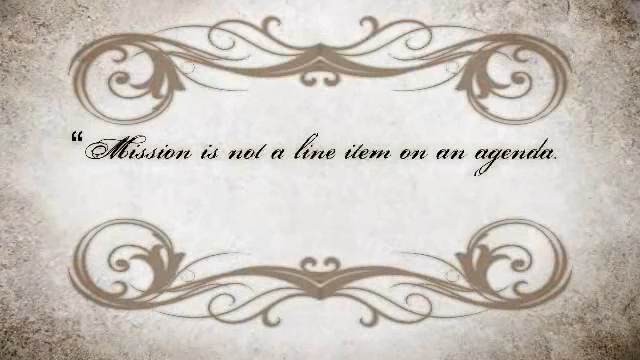 “Mission is not a line item on an agenda.